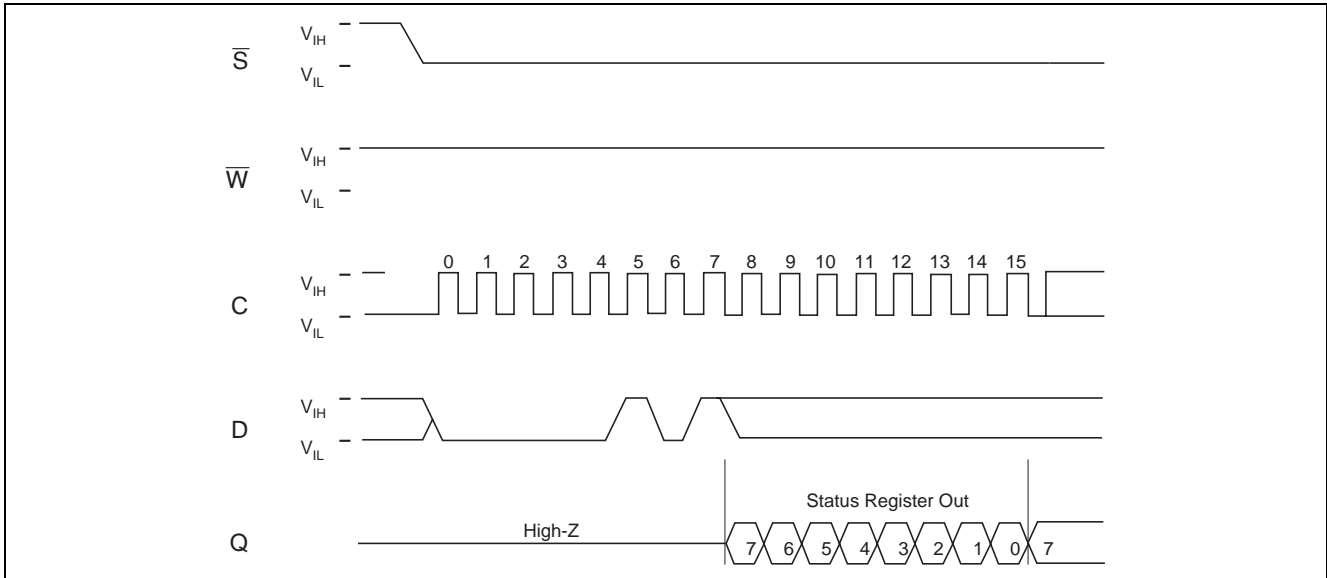 S̅
V_IH
V_IL
W̅
V_IH
V_IL
C
V_IH
V_IL
0 1 2 3 4 5 6 7 8 9 10 11 12 13 14 15
D
V_IH
V_IL
Q
High-Z
Status Register Out
7 6 5 4 3 2 1 0 7